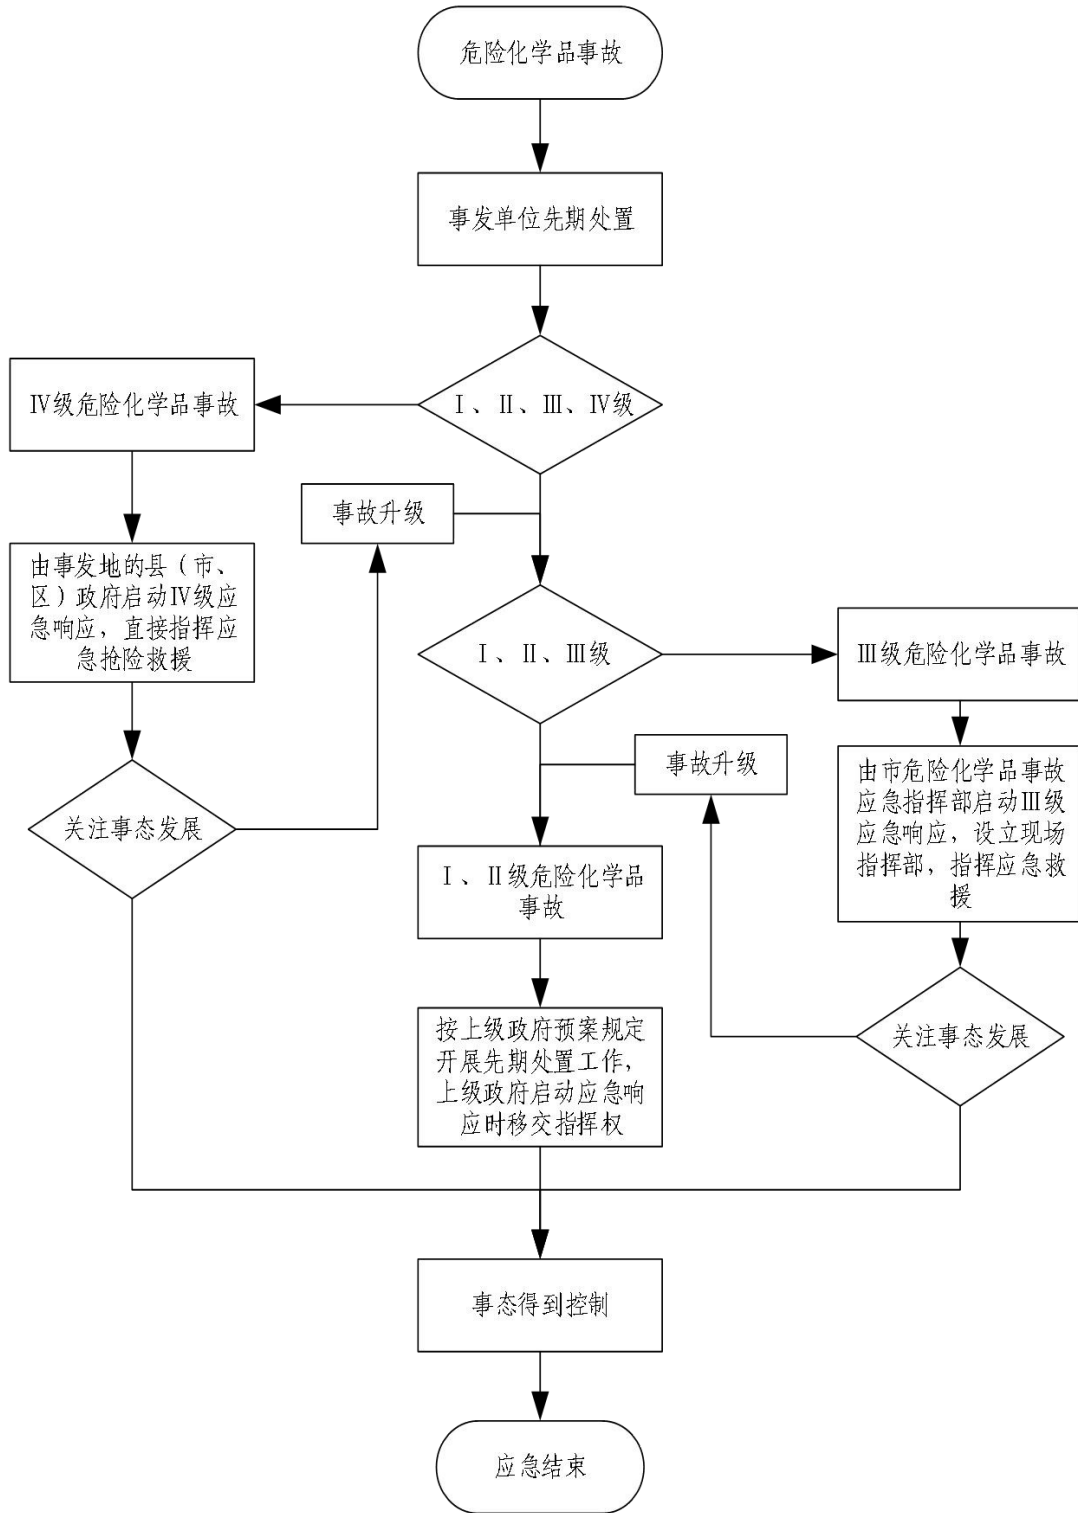 危险化学品事故
事发单位先期处置
Ⅰ、Ⅱ、Ⅲ、Ⅳ级
Ⅳ级危险化学品事故
事故升级
由事发地的县（市、
区）政府启动Ⅳ级应
急响应，直接指挥应
急抢险救援
Ⅰ、Ⅱ、Ⅲ级
Ⅲ级危险化学品事故
事故升级
由市危险化学品事故
应急指挥部启动Ⅲ级
应急响应，设立现场
指挥部，指挥应急救
援
关注事态发展
Ⅰ、Ⅱ级危险化学品
事故
按上级政府预案规定
开展先期处置工作，
上级政府启动应急响
应时移交指挥权
关注事态发展
事态得到控制
应急结束